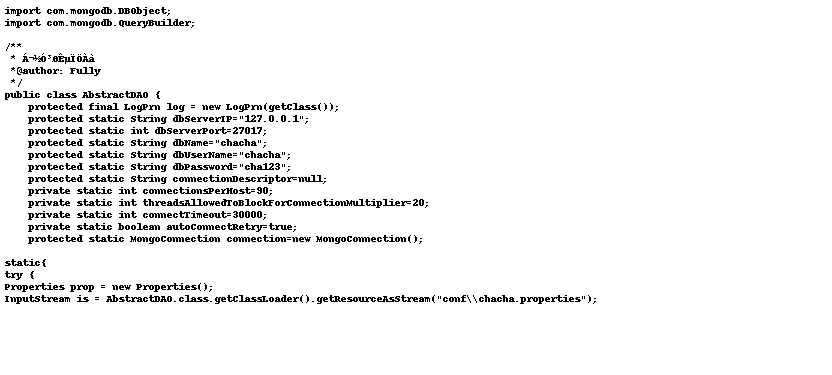 import com.mongodb.DBObject;
import com.mongodb.QueryBuilder;
/**
*
*@author: Fully
*/
public class AbstractDAO {
protected final LogPrn log = new LogPrn(getClass());
protected static String dbServerIP="127.0.0.1";
protected static int dbServerPort=27017;
protected static String dbName="chacha";
protected static String dbUserName="chacha";
protected static String dbPassword="cha123";
protected static String connectionDescriptor=null;
private static int connectionsPerHost=90;
private static int threadsAllowedToBlockForConnectionMultiplier=20;
private static int connectTimeout=30000;
private static boolean autoConnectRetry=true;
protected static MongoConnection connection=new MongoConnection();
static{
try {
Properties prop = new Properties();
InputStream is = AbstractDAO.class.getClassLoader().getResourceAsStream("conf\\chacha.properties");